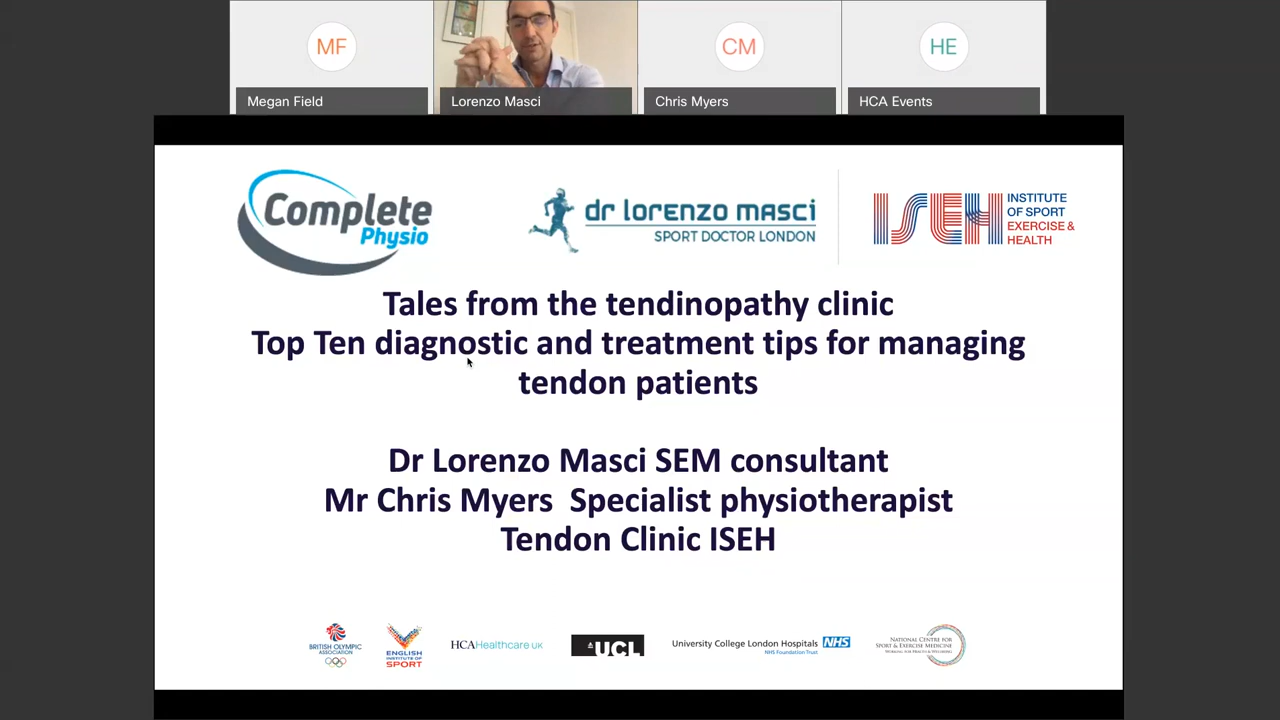 MF
CM
HE
Megan Field
Lorenzo Masci
Chris Myers
HCA Events
Complete
Physio
dr lorenzo masci
SPORT DOCTOR LONDON
ISEH
INSTITUTE
OF SPORT
EXERCISE &
HEALTH
Tales from the tendinopathy clinic
Top Ten diagnostic and treatment tips for managing
tendon patients
Dr Lorenzo Masci SEM consultant
Mr Chris Myers  Specialist physiotherapist
Tendon Clinic ISEH
BRITISH OLYMPIC
ASSOCIATION
ENGLISH
INSTITUTE OF
SPORT
HCAHealthcare UK
UCL
University College London Hospitals NHS
NHS Foundation Trust
NATIONAL CENTRE FOR
SPORT & EXERCISE MEDICINE
WORKING FOR HEALTH & WELLBEING